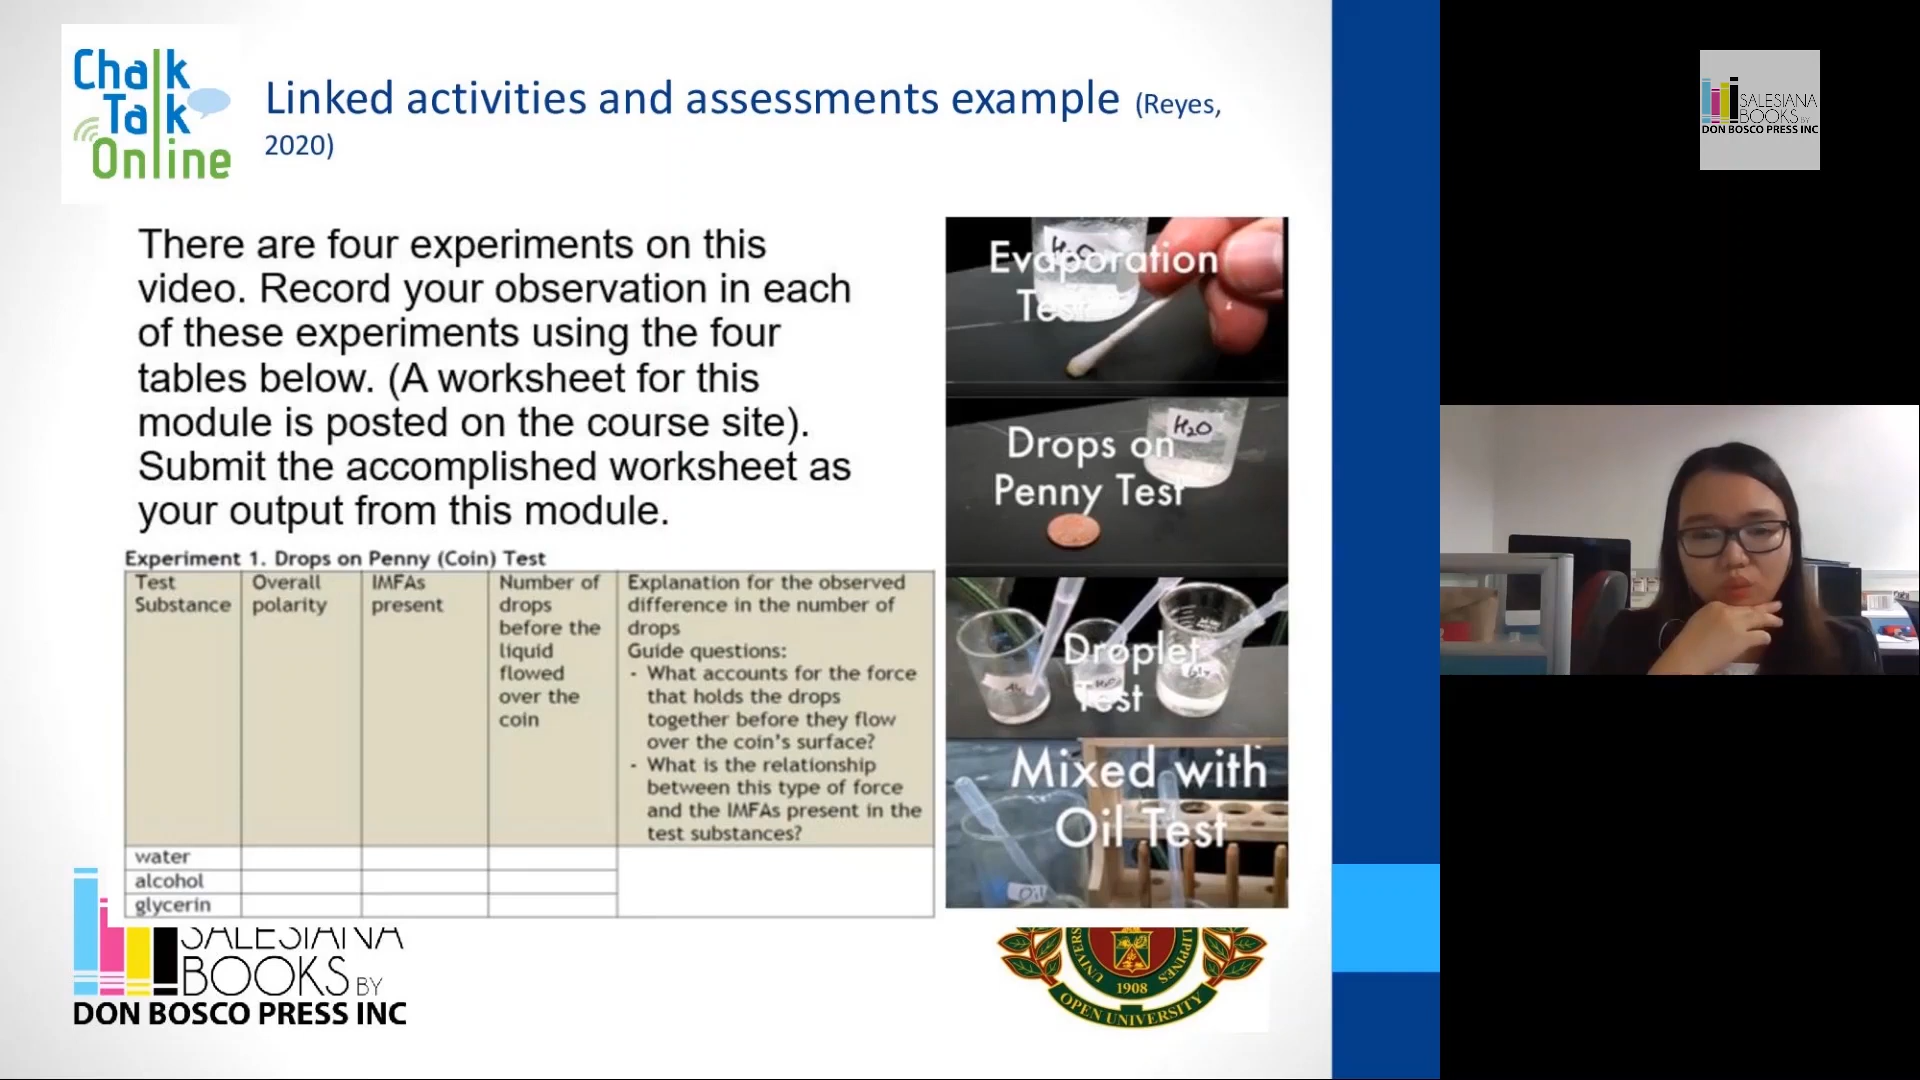 Chalk
Talk
Online
Linked activities and assessments example (Reyes,
2020)
There are four experiments on this
video. Record your observation in each
of these experiments using the four
tables below. (A worksheet for this
module is posted on the course site).
Submit the accomplished worksheet as
your output from this module.
Experiment 1. Drops on Penny (Coin) Test
Test
Substance
Overall
polarity
IMFAs
present
Number of
drops
before the
liquid
flowed
over the
coin
Explanation for the observed
difference in the number of
drops
Guide questions:
- What accounts for the force
that holds the drops
together before they flow
over the coin's surface?
- What is the relationship
between this type of force
and the IMFAs present in the
test substances?
water
alcohol
glycerin
Evaporation
Test
Drops on
Penny Test
H₂O
Droplet
Test
Mixed with
Oil Test
Oil
SALESIANA
BOOKS BY
DON BOSCO PRESS INC
1908
OPEN UNIVERSITY
SALESIANA
BOOKS BY
DON BOSCO PRESS INC